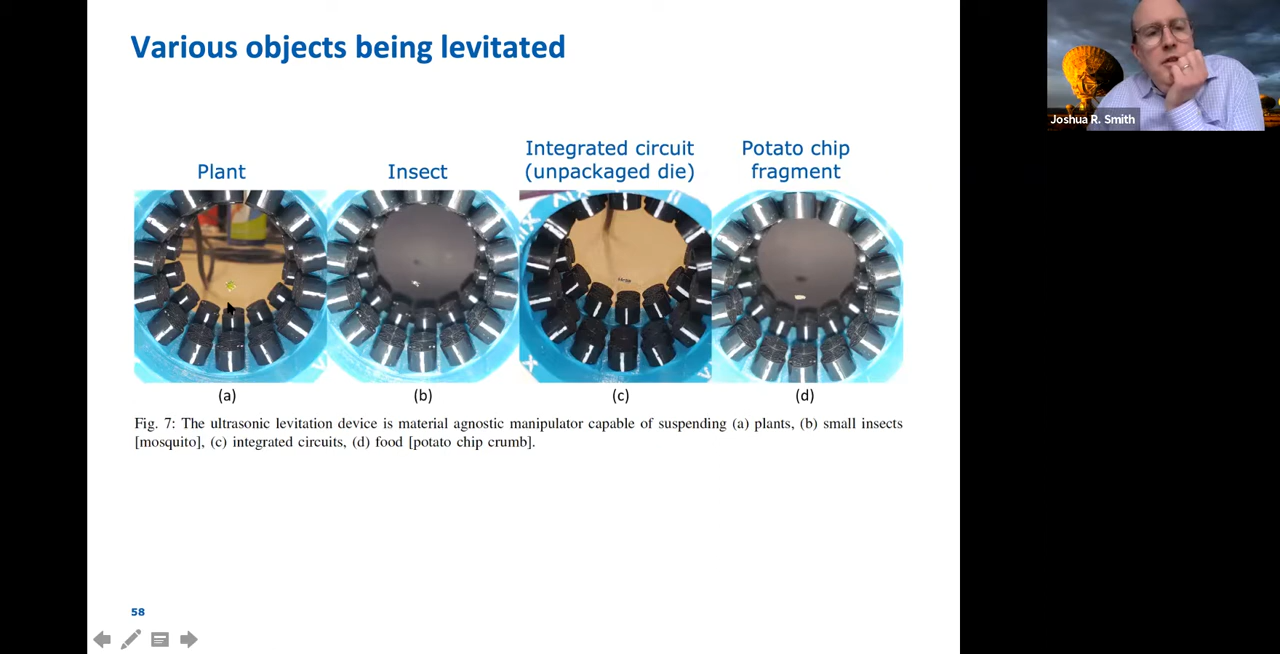 Various objects being levitated
Joshua R. Smith
Plant
Insect
Integrated circuit
(unpackaged die)
Potato chip
fragment
(a)
(b)
(c)
(d)
Fig. 7: The ultrasonic levitation device is material agnostic manipulator capable of suspending (a) plants, (b) small insects
[mosquito], (c) integrated circuits, (d) food [potato chip crumb].
58